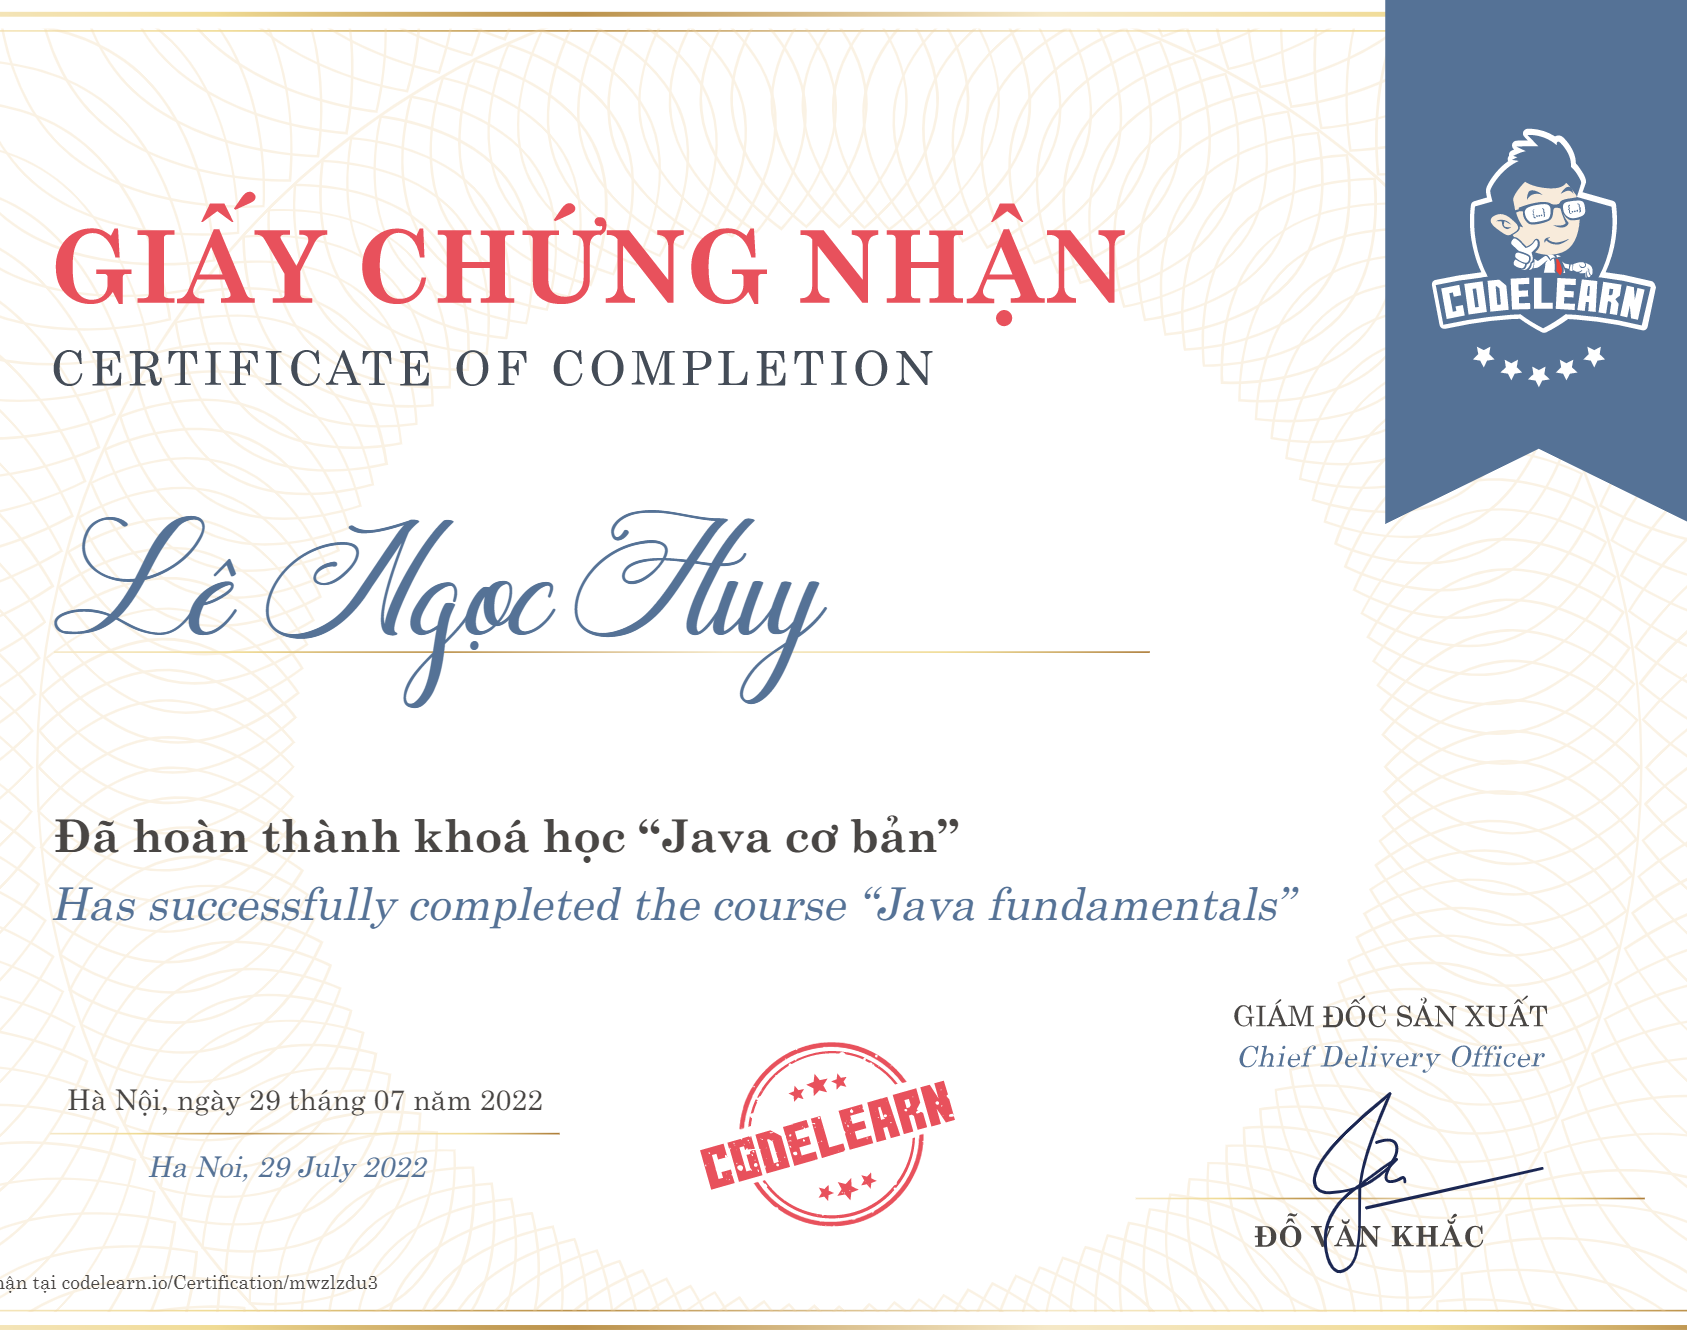 GIẤY CHỨNG NHẬN
CERTIFICATE OF COMPLETION
CODELEARN
Lê Ngọc Huy
Đã hoàn thành khoá học “Java cơ bản”
Has successfully completed the course “Java fundamentals”
GIÁM ĐỐC SẢN XUẤT
Chief Delivery Officer
Hà Nội, ngày 29 tháng 07 năm 2022
Ha Noi, 29 July 2022
CODELEARN
ĐỖ VĂN KHẮC
tại codelearn.io/Certification/mwzlzdu3